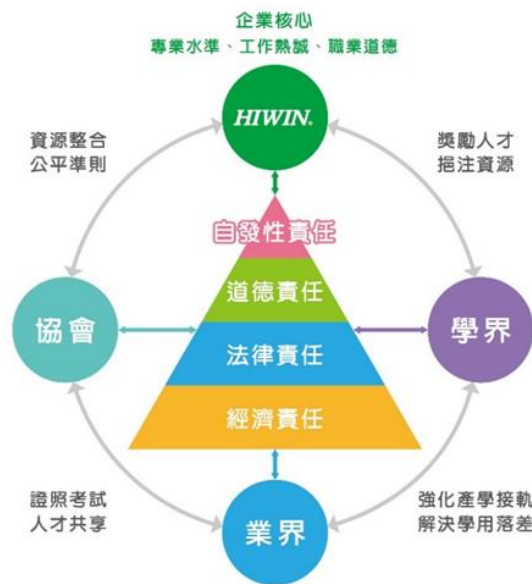 企業核心
專業水準、工作熱誠、職業道德
HIWIN®
資源整合
公平準則
獎勵人才
挹注資源
自發性責任
道德責任
協會
法律責任
學界
經濟責任
證照考試
人才共享
業界
強化產學接軌
解決學用落差